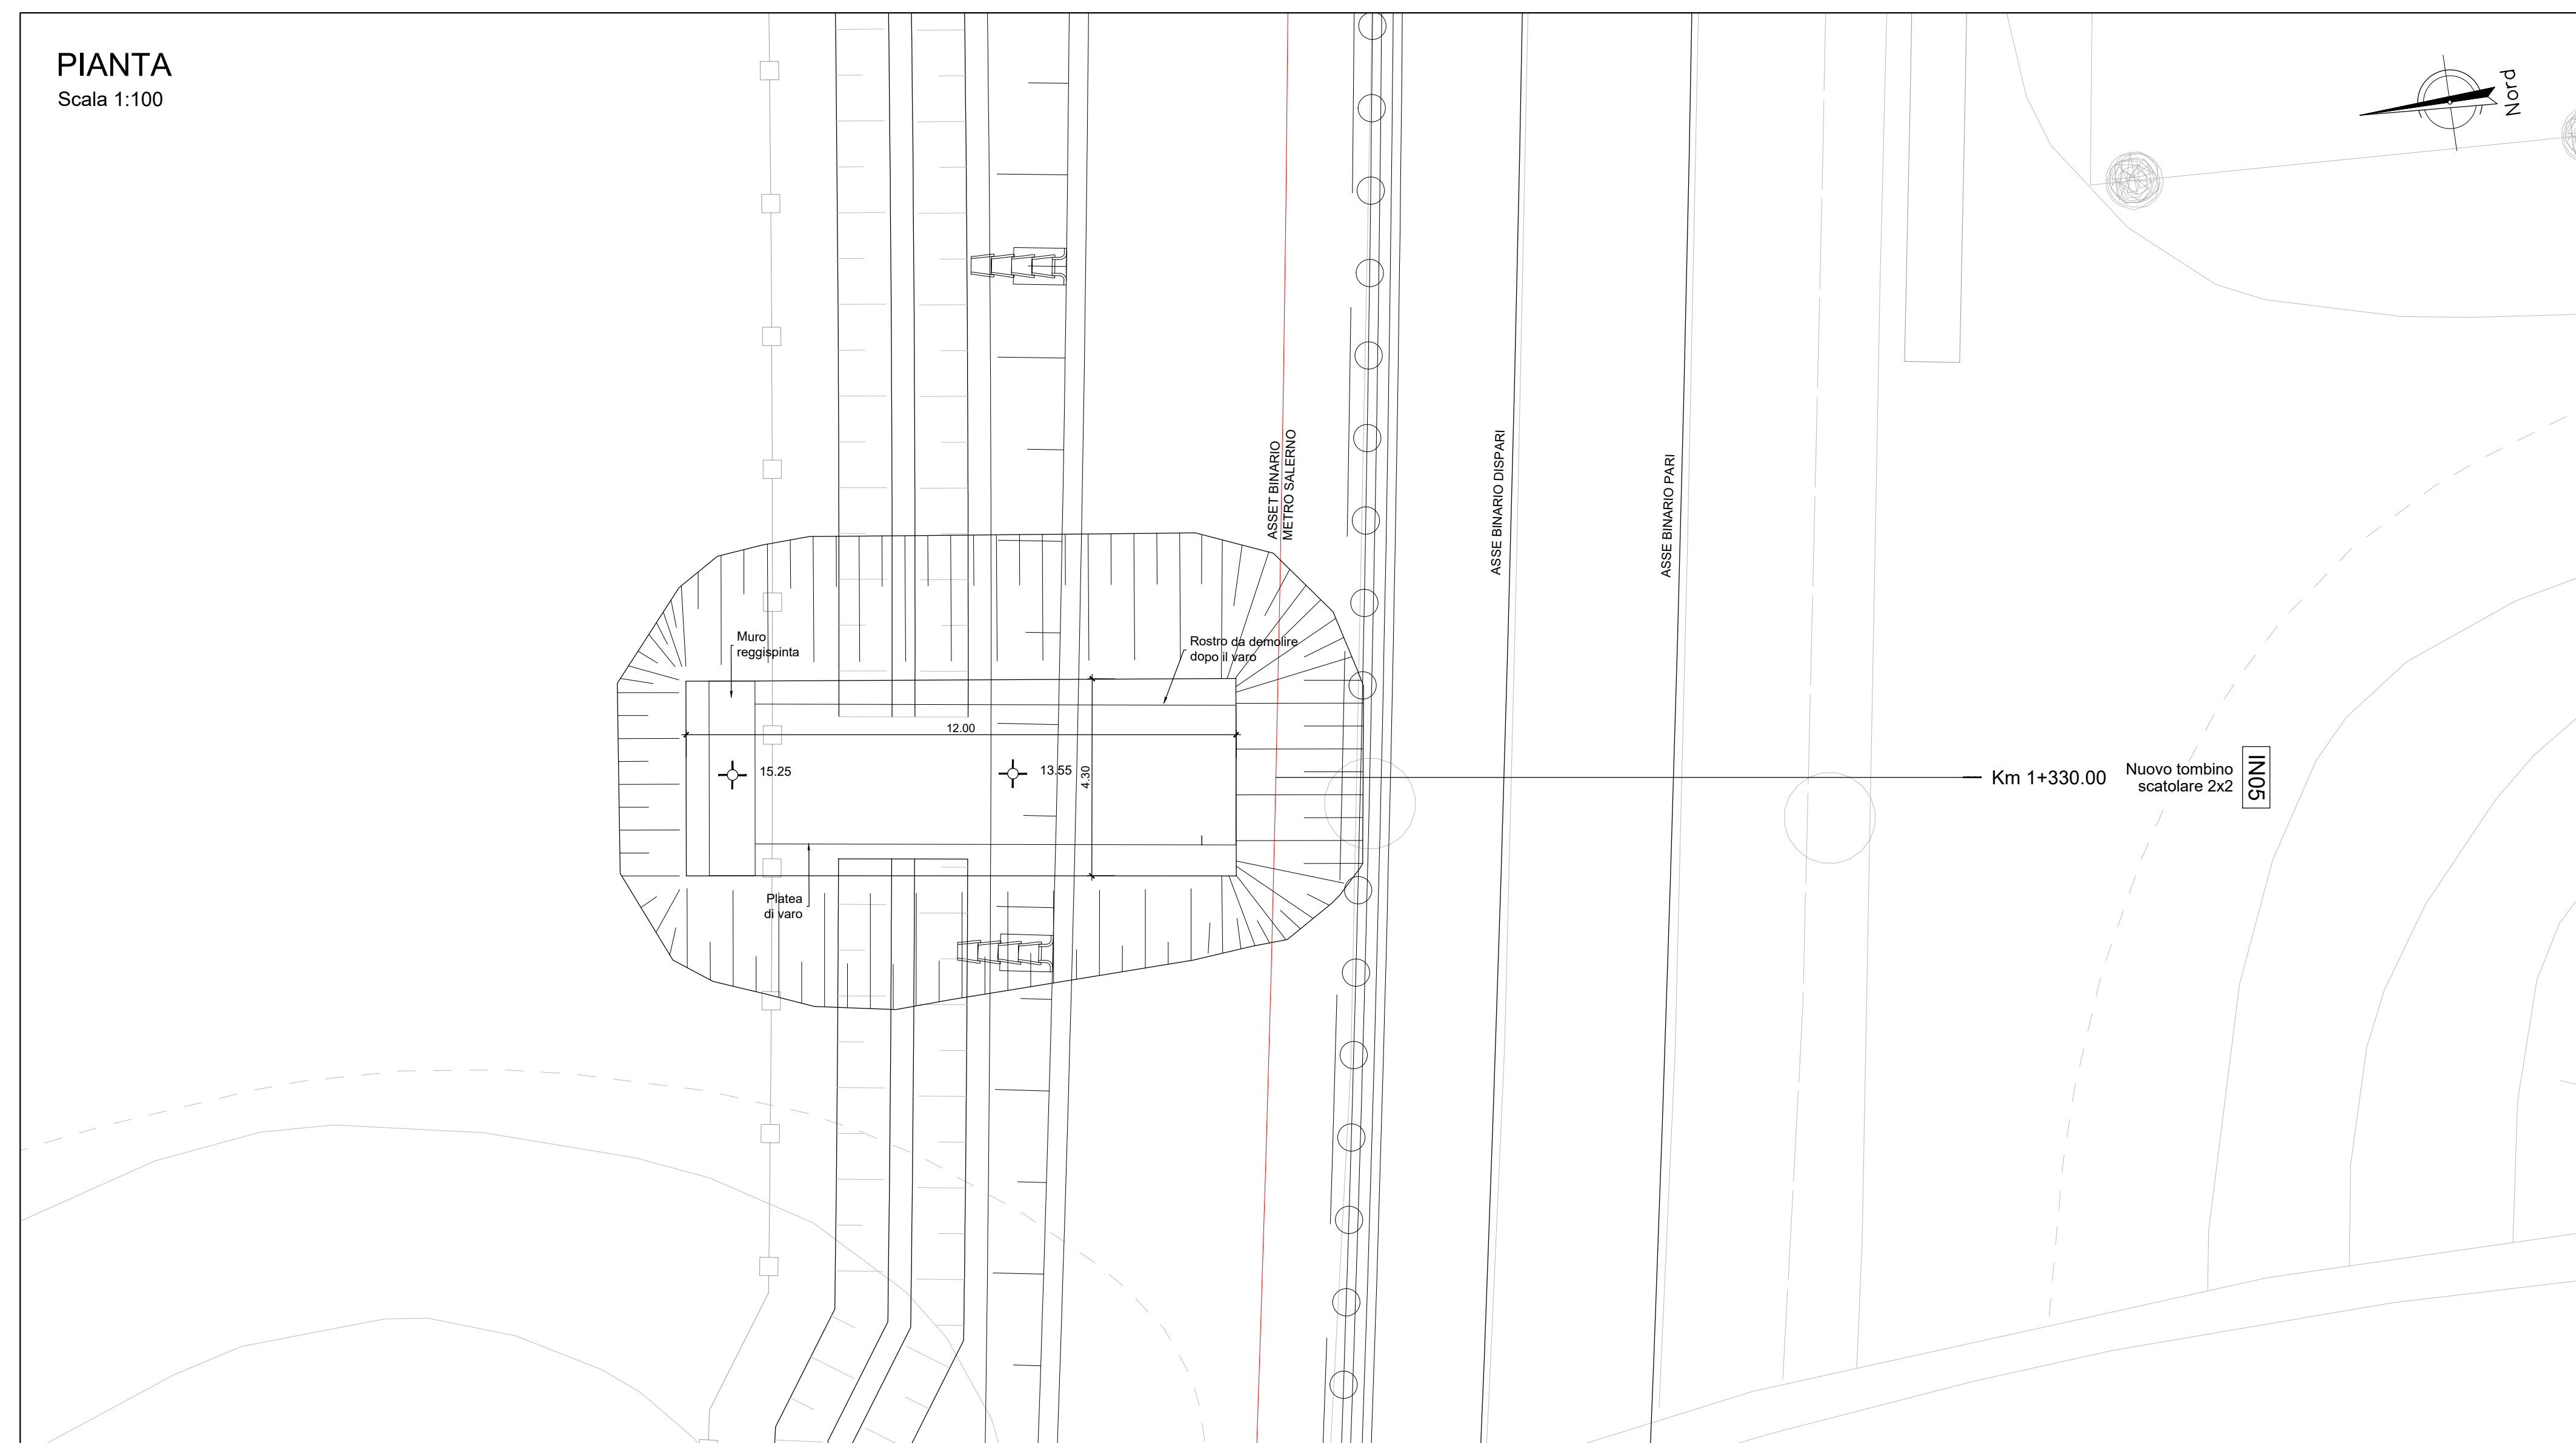 PIANTA
Scala 1:100
Nord
ASSET BINARIO
METRO SALERNO
ASSE BINARIO DISPARI
ASSE BINARIO PARI
Muro
reggispinta
Rostro da demolire
dopo il varo
12.00
15.25
13.55
4.30
Km 1+330.00
Nuovo tombino
scatolare 2x2
IN05
Platea
di varo